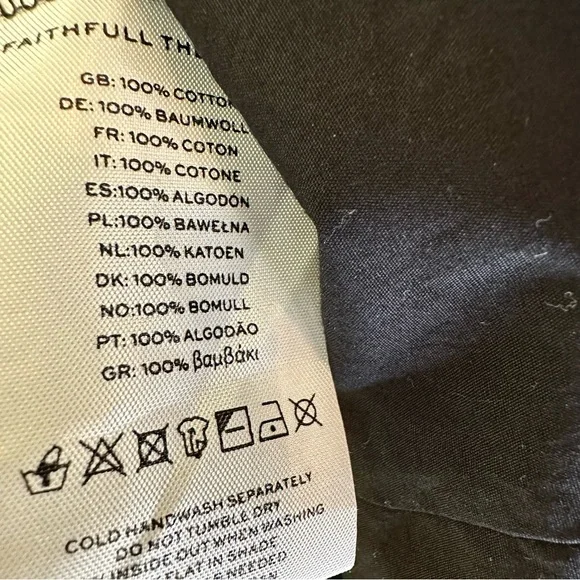 FAITHFULL THE
GB: 100% COTTON
DE: 100% BAUMWOLL
FR: 100% COTON
IT: 100% COTONE
ES:100% ALGODÓN
PL:100% BAWEŁNA
NL:100% KATOEN
DK: 100% BOMULD
NO:100% BOMULL
PT: 100% ALGODÃO
GR: 100% βαμβάκι
COLD HANDWASH SEPARATELY
DO NOT TUMBLE DRY
INSIDE OUT WHEN WASHING
FLAT IN SHADE
NEEDED